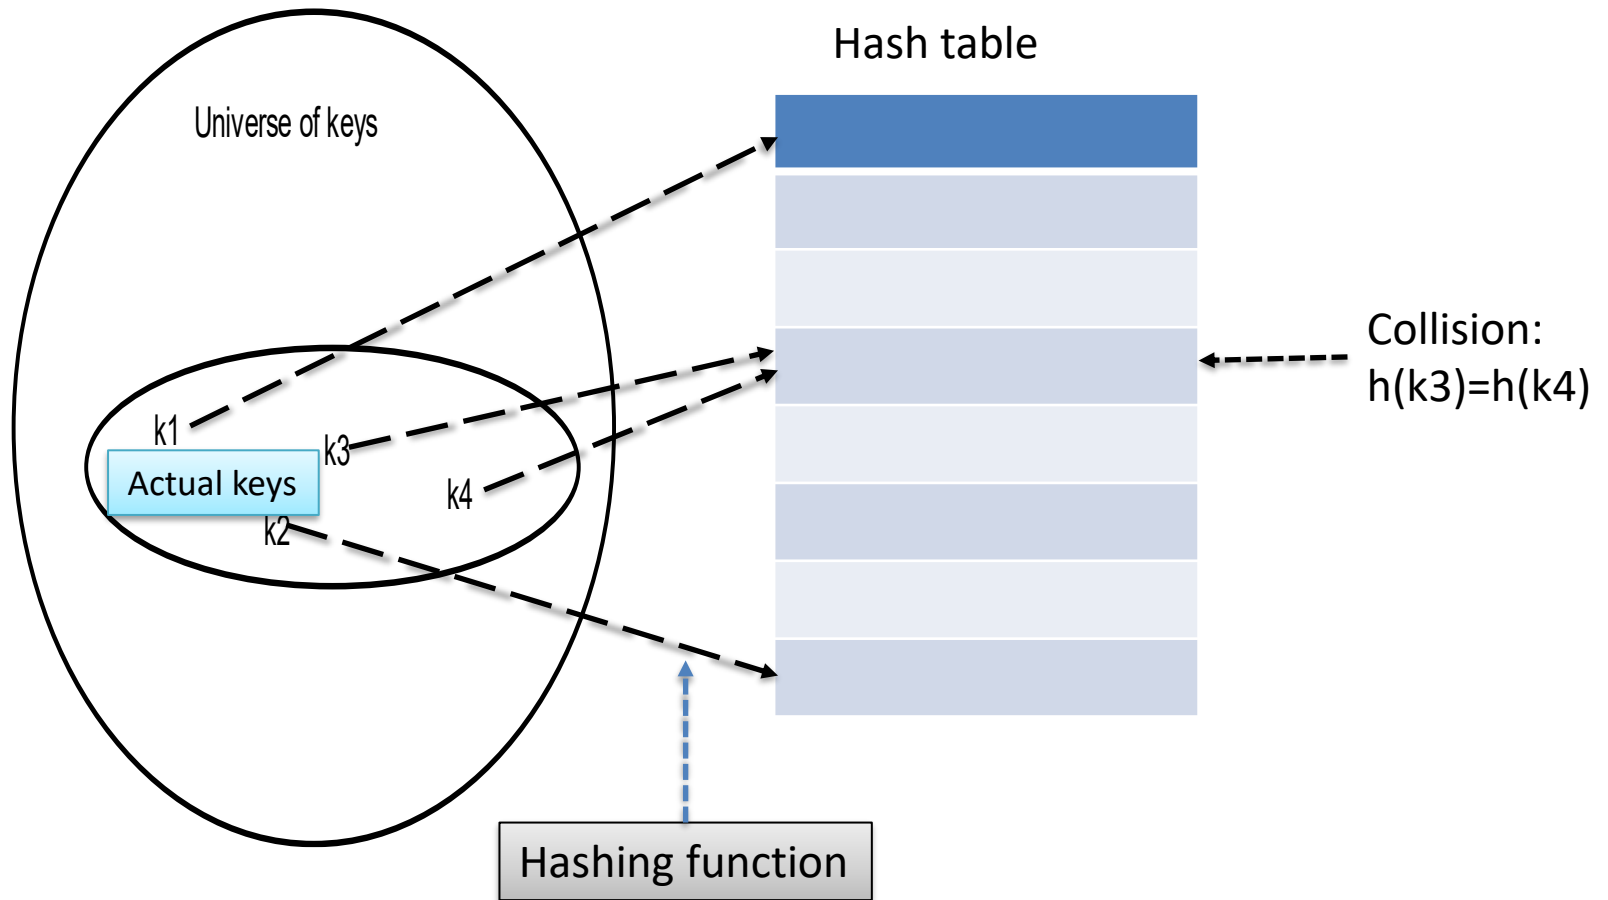 Hash table
Universe of keys
Collision:
h(k3)=h(k4)
k1
k3
Actual keys
k4
k2
Hashing function